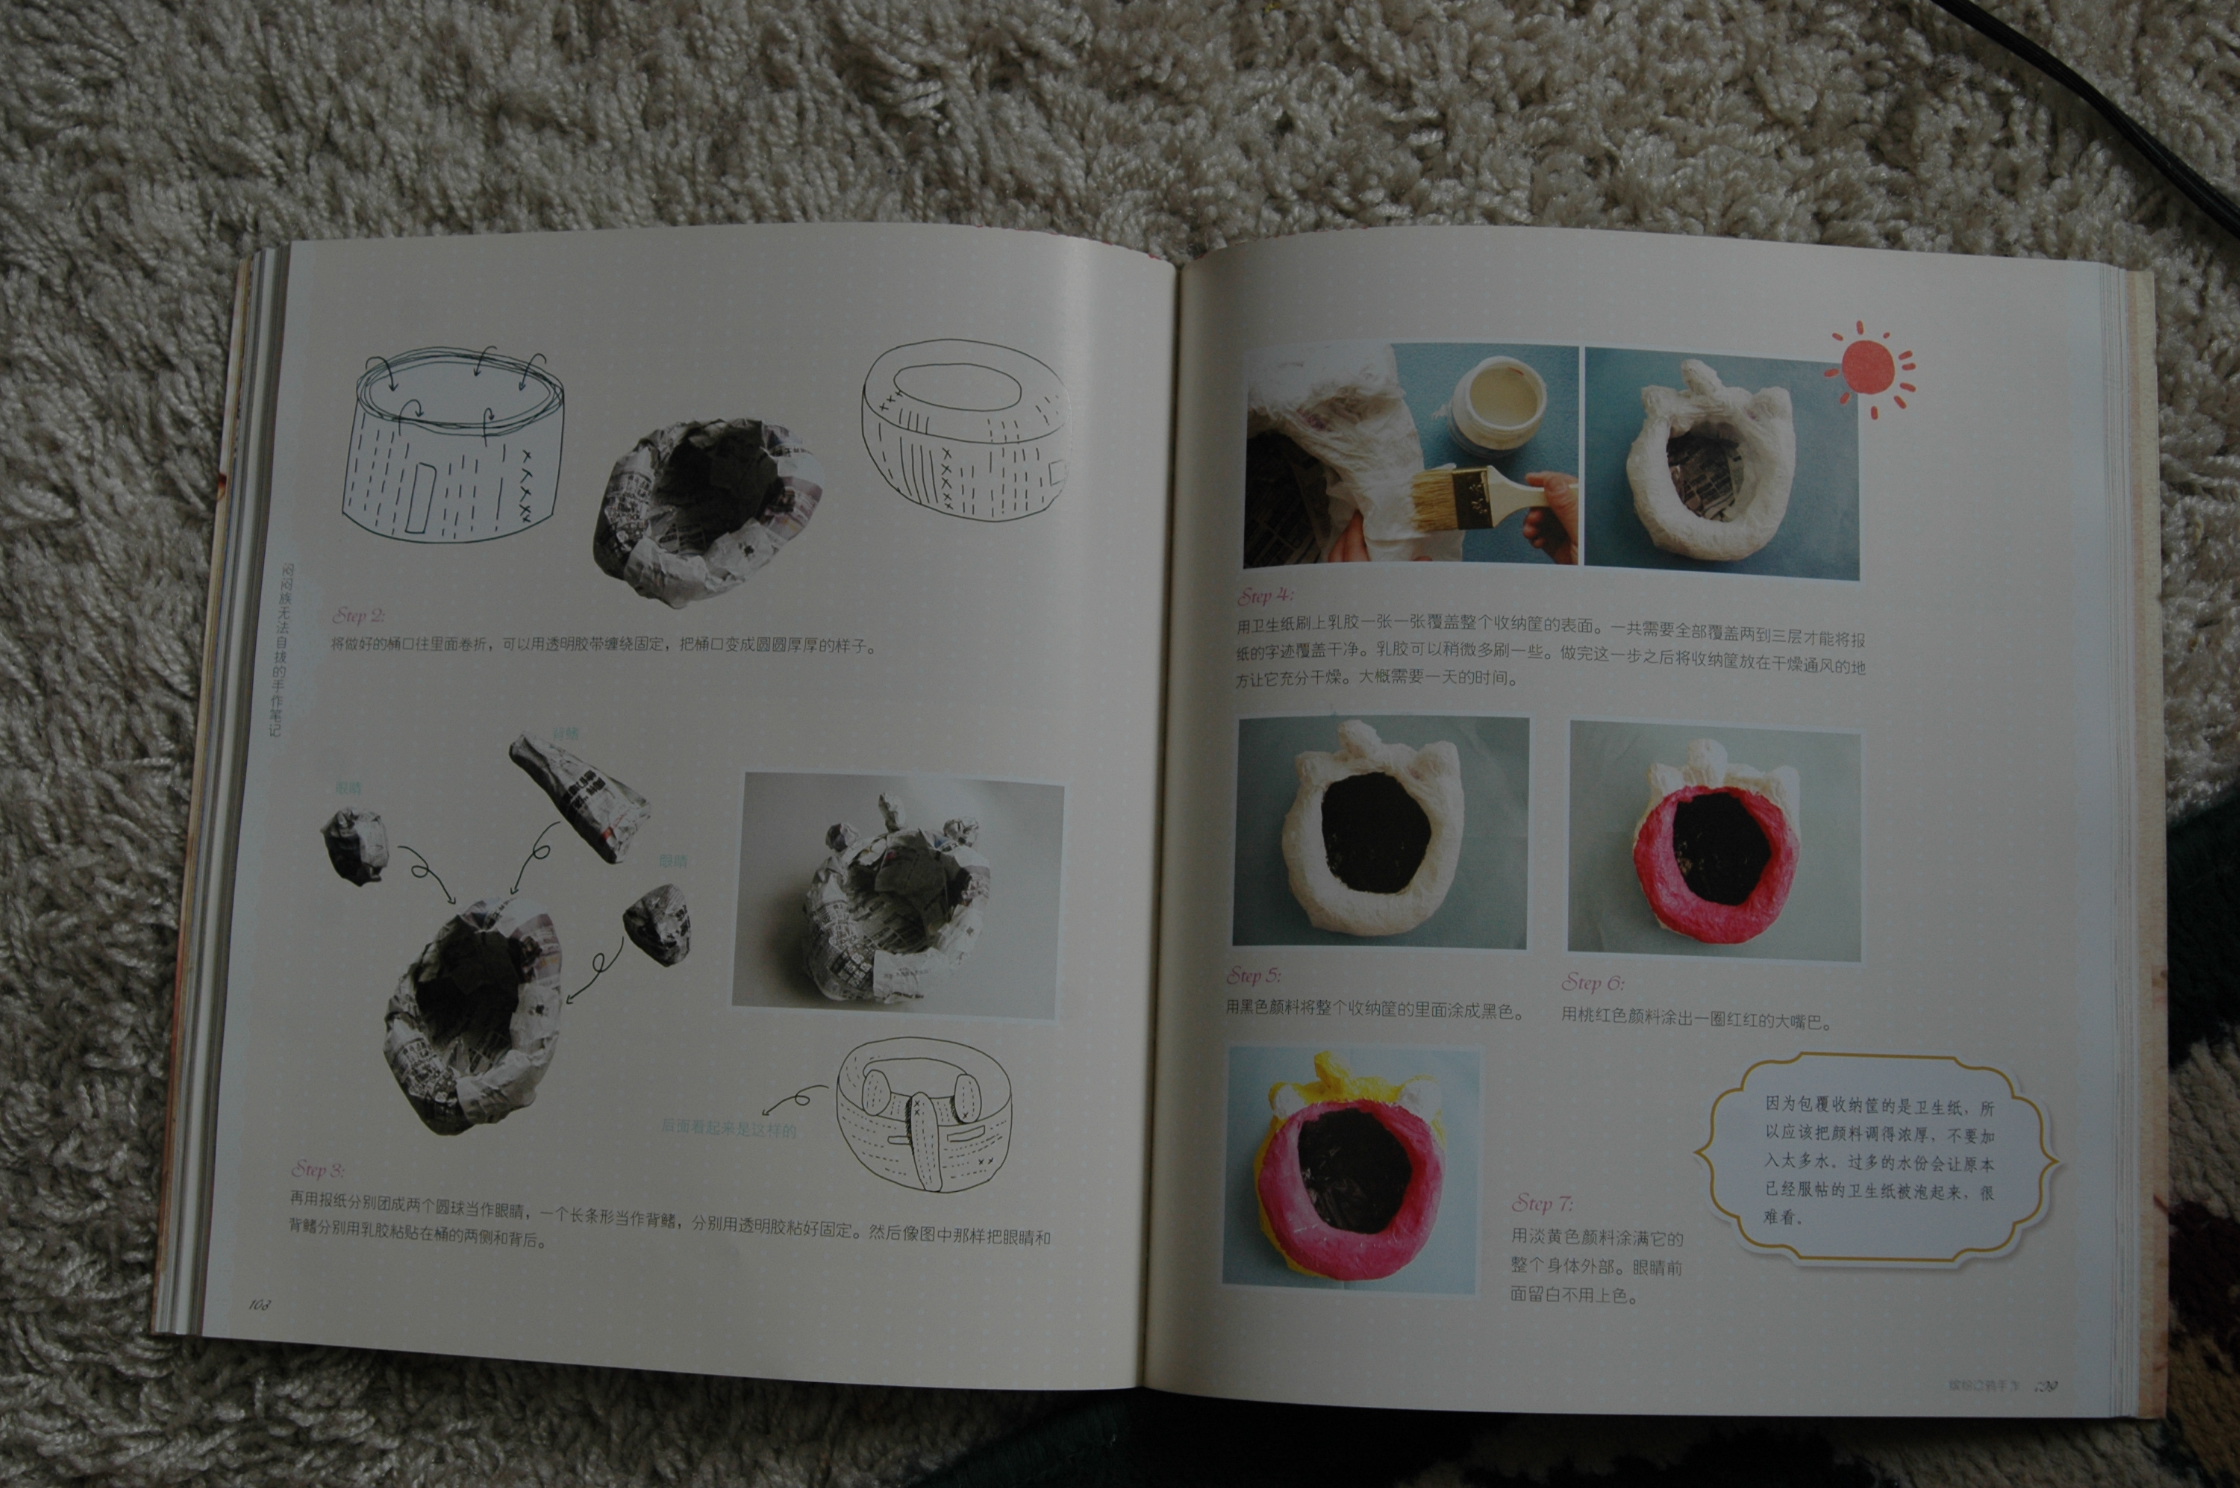 闷闷族无法自拔的手作笔记
Step 2:
将做好的桶口往里面卷折，可以用透明胶带缠绕固定，把桶口变成圆圆厚厚的样子。
背鳍
眼睛
眼睛
后面看起来是这样的
Step 3:
再用报纸分别团成两个圆球当作眼睛，一个长条形当作背鳍，分别用透明胶粘好固定。然后像图中那样把眼睛和
背鳍分别用乳胶粘贴在桶的两侧和背后。
108
Step 4:
用卫生纸刷上乳胶一张一张覆盖整个收纳筐的表面。一共需要全部覆盖两到三层才能将报
纸的字迹覆盖干净。乳胶可以稍微多刷一些。做完这一步之后将收纳筐放在干燥通风的地
方让它充分干燥。大概需要一天的时间。
Step 5:
用黑色颜料将整个收纳筐的里面涂成黑色。
Step 6:
用桃红色颜料涂出一圈红红的大嘴巴。
Step 7:
用淡黄色颜料涂满它的
整个身体外部。眼睛前
面留白不用上色。
因为包覆收纳筐的是卫生纸，所
以应该把颜料调得浓厚，不要加
入太多水。过多的水份会让原本
已经服帖的卫生纸被泡起来，很
难看。
109